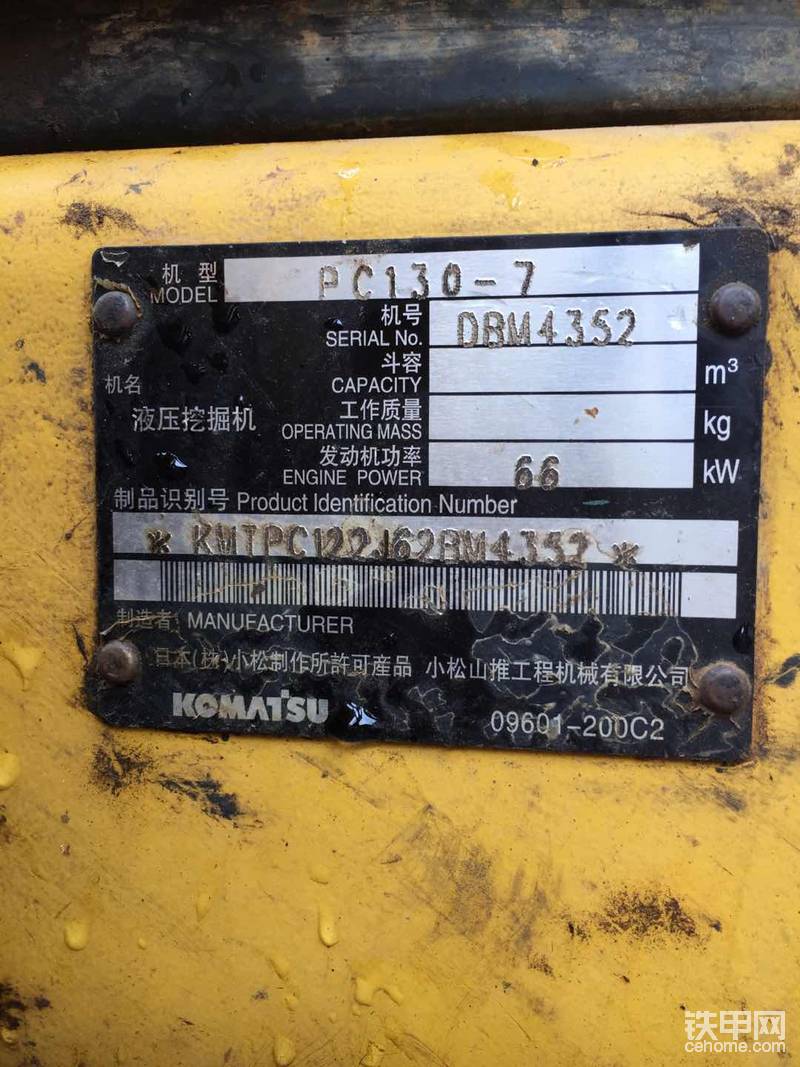 机型 MODEL PC130-7
机号 SERIAL No. DBM4352
斗容 CAPACITY m³
机名 液压挖掘机
工作质量 OPERATING MASS kg
发动机功率 ENGINE POWER 66 kW
制品识别号 Product Identification Number
* KMTPC122J62BM4352 *
制造者 MANUFACTURER
日本(株)小松制作所許可産品 小松山推工程机械有限公司
KOMATSU 09601-200C2
铁甲网
cehome.com